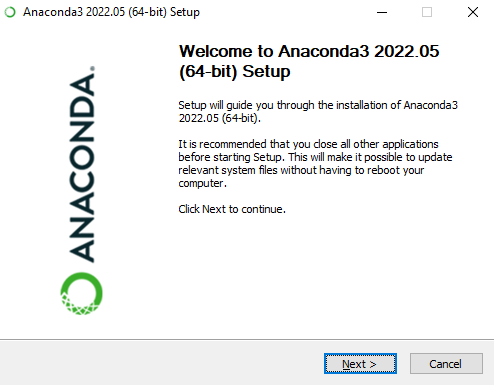 Anaconda3 2022.05 (64-bit) Setup
Welcome to Anaconda3 2022.05
(64-bit) Setup
ANACONDA.
Setup will guide you through the installation of Anaconda3
2022.05 (64-bit).
It is recommended that you close all other applications
before starting Setup. This will make it possible to update
relevant system files without having to reboot your
computer.
Click Next to continue.
Next >
Cancel